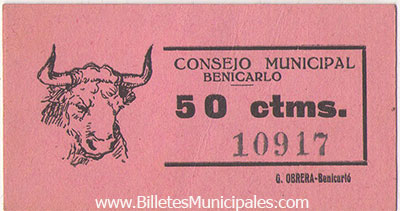 CONSEJO MUNICIPAL
BENICARLO
50 ctms.
10917
G. OBRERA-Benicarló
www.BilletesMunicipales.com